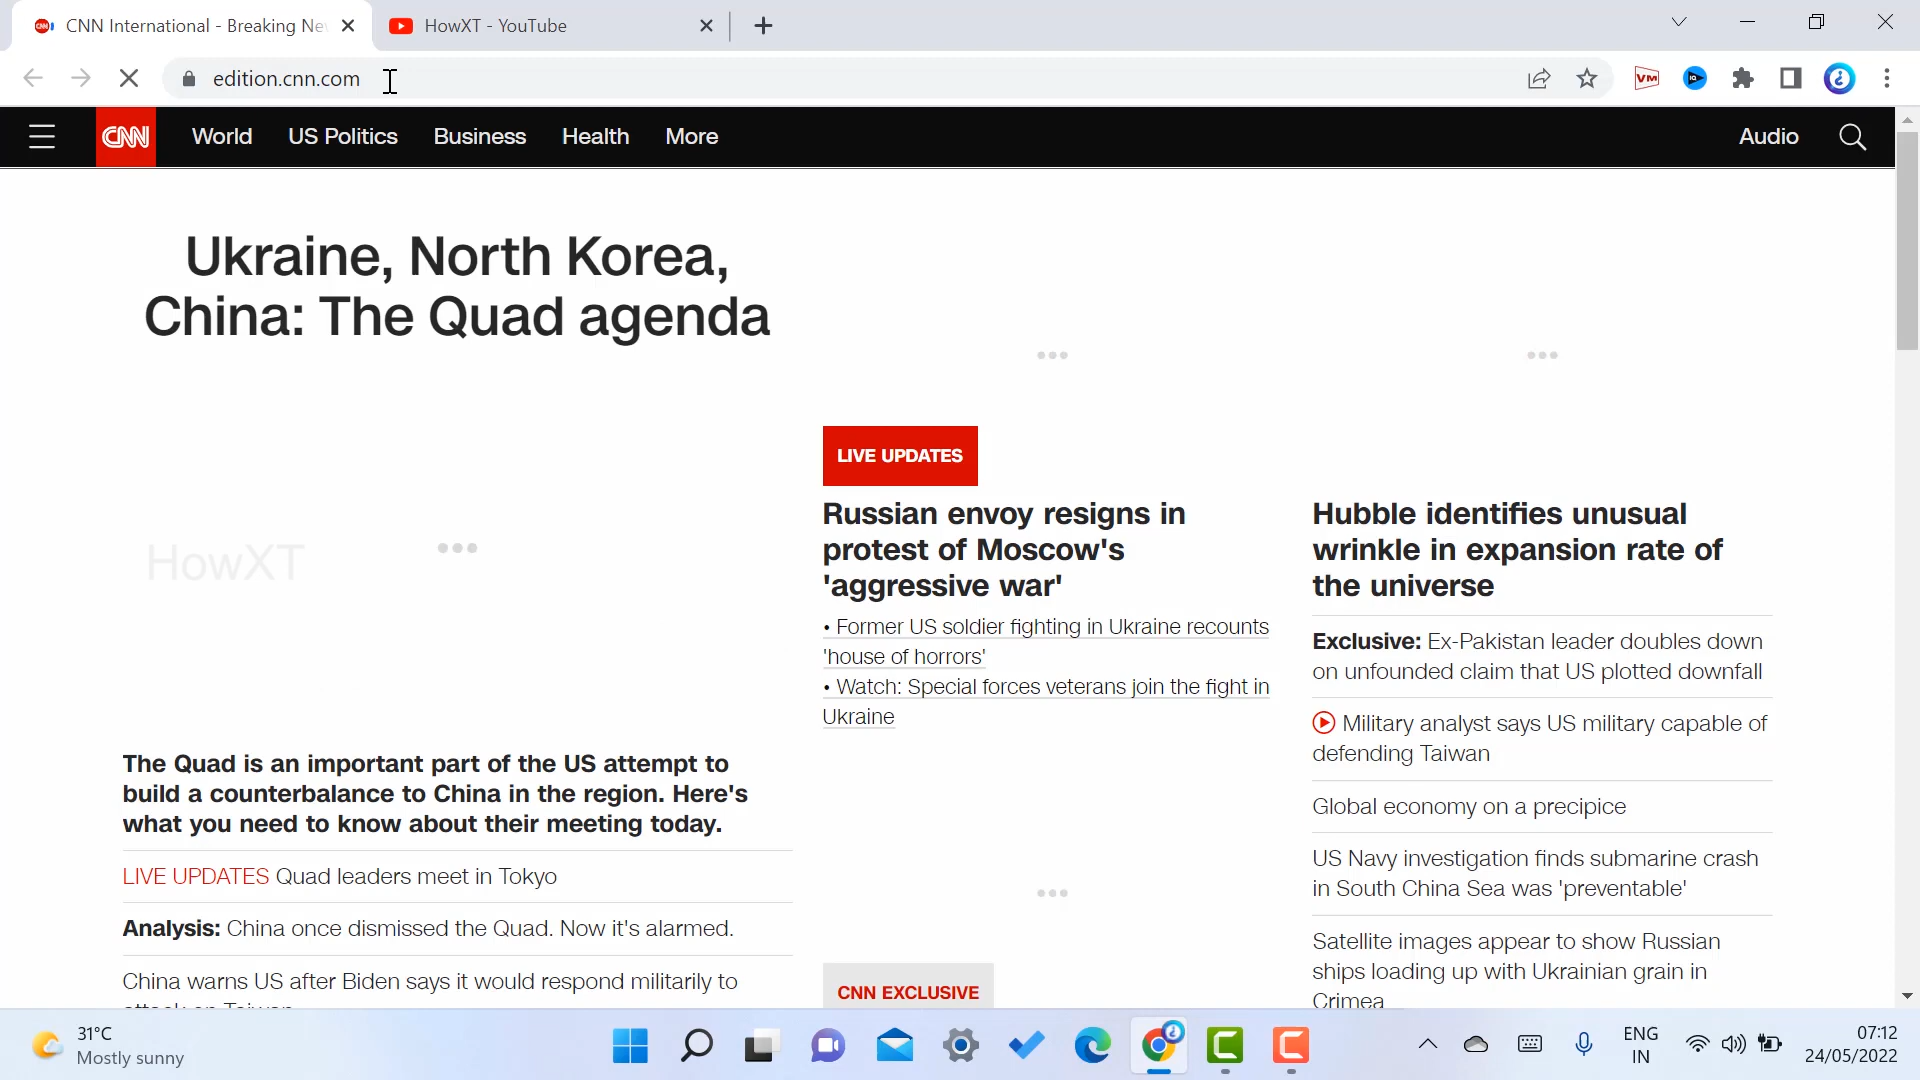 CNN International - Breaking Ne
HowXT - YouTube
edition.cnn.com
VM
CNN
World
US Politics
Business
Health
More
Audio
Ukraine, North Korea,
China: The Quad agenda
HowXT
The Quad is an important part of the US attempt to
build a counterbalance to China in the region. Here's
what you need to know about their meeting today.
LIVE UPDATES Quad leaders meet in Tokyo
Analysis: China once dismissed the Quad. Now it's alarmed.
China warns US after Biden says it would respond militarily to
LIVE UPDATES
Russian envoy resigns in
protest of Moscow's
'aggressive war'
• Former US soldier fighting in Ukraine recounts
'house of horrors'
• Watch: Special forces veterans join the fight in
Ukraine
CNN EXCLUSIVE
Hubble identifies unusual
wrinkle in expansion rate of
the universe
Exclusive: Ex-Pakistan leader doubles down
on unfounded claim that US plotted downfall
Military analyst says US military capable of
defending Taiwan
Global economy on a precipice
US Navy investigation finds submarine crash
in South China Sea was 'preventable'
Satellite images appear to show Russian
ships loading up with Ukrainian grain in
Crimea
31°C
Mostly sunny
ENG
IN
07:12
24/05/2022